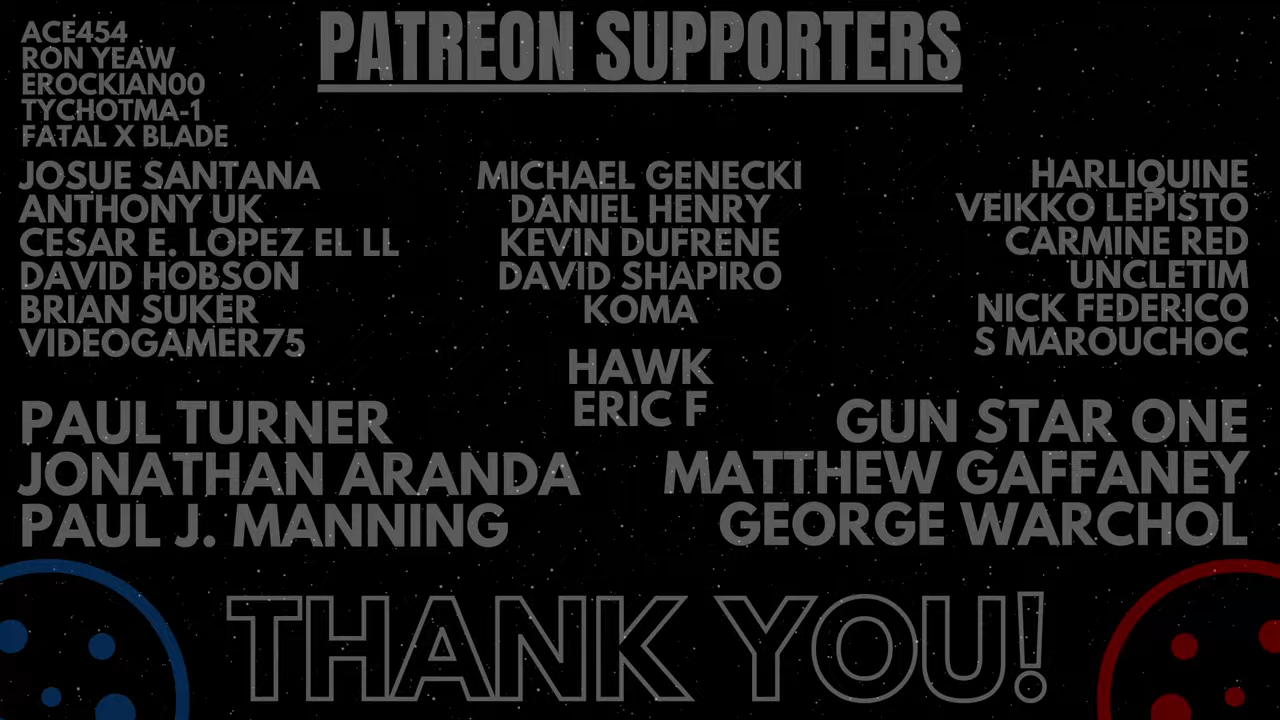 PATREON SUPPORTERS
ACE454
RON YEAW
EROCKIAN00
TYCHOTMA-1
FATAL X BLADE
JOSUE SANTANA
ANTHONY UK
CESAR E. LOPEZ EL LL
DAVID HOBSON
BRIAN SUKER
VIDEOGAMER75
MICHAEL GENECKI
DANIEL HENRY
KEVIN DUFRENE
DAVID SHAPIRO
KOMA
HARLIQUINE
VEIKKO LEPISTO
CARMINE RED
UNCLETIM
NICK FEDERICO
S MAROUCHOC
HAWK
ERIC F
PAUL TURNER
JONATHAN ARANDA
PAUL J. MANNING
GUN STAR ONE
MATTHEW GAFFANEY
GEORGE WARCHOL
THANK YOU!